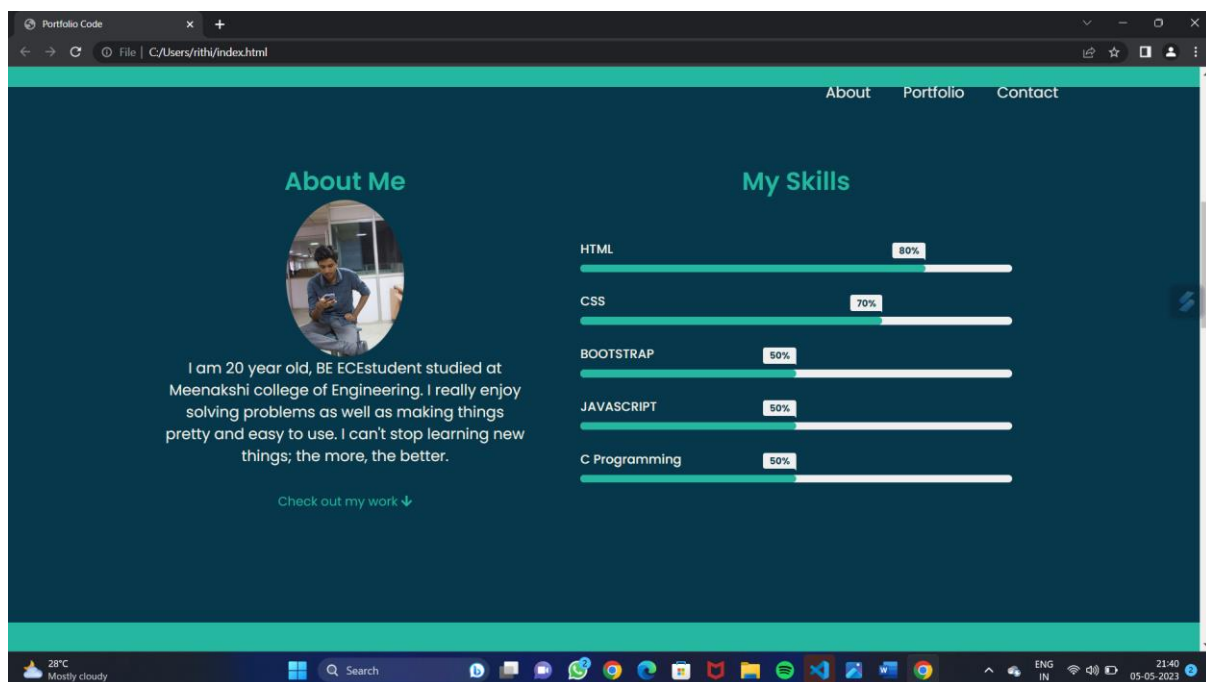 Portfolio Code
File | C:/Users/rithi/index.html
About Portfolio Contact
About Me
I am 20 year old, BE ECEstudent studied at
Meenakshi college of Engineering. I really enjoy
solving problems as well as making things
pretty and easy to use. I can't stop learning new
things; the more, the better.
Check out my work
My Skills
HTML 80%
CSS 70%
BOOTSTRAP 50%
JAVASCRIPT 50%
C Programming 50%
28°C
Mostly cloudy
Search
ENG
IN
21:40
05-05-2023
2